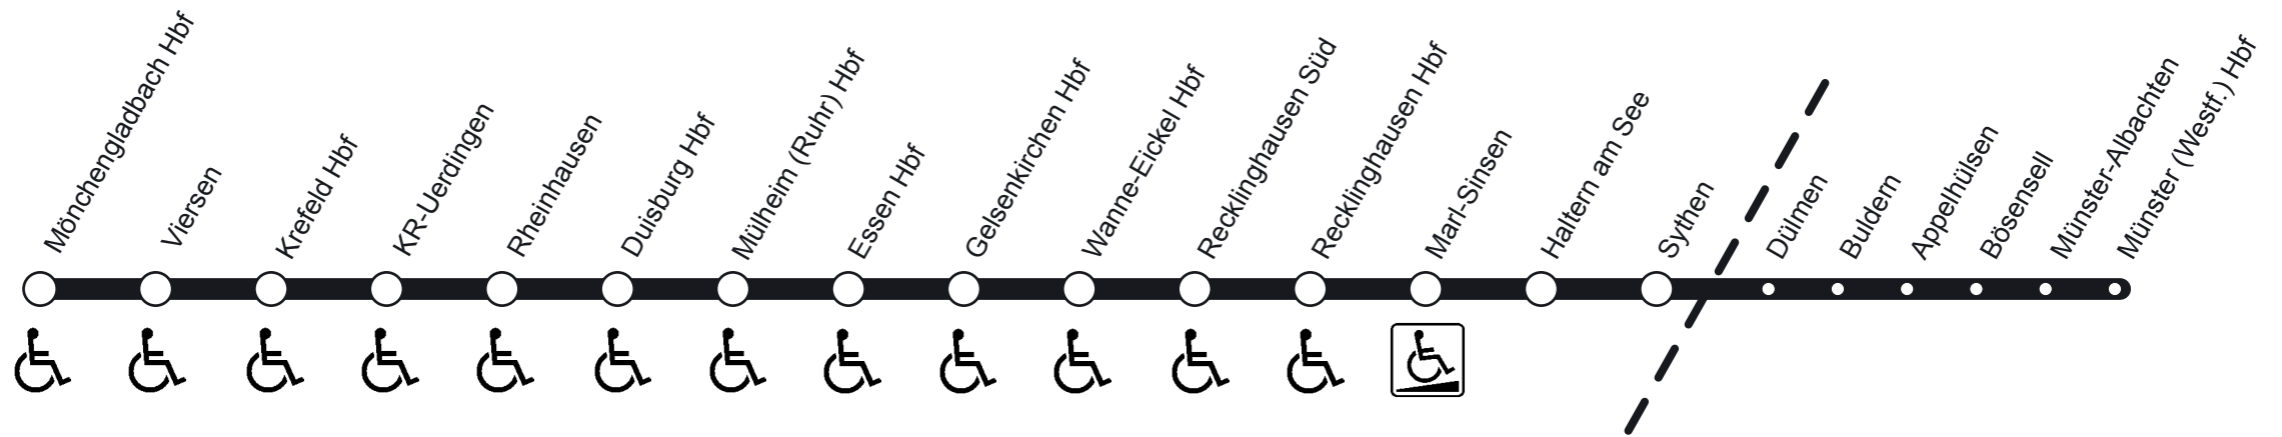 Mönchengladbach Hbf
Viersen
Krefeld Hbf
KR-Uerdingen
Rheinhausen
Duisburg Hbf
Mülheim (Ruhr) Hbf
Essen Hbf
Gelsenkirchen Hbf
Wanne-Eickel Hbf
Recklinghausen Süd
Recklinghausen Hbf
Marl-Sinsen
Haltern am See
Sythen
Dülmen
Buldern
Appelhülsen
Bösensell
Münster-Albachten
Münster (Westf.) Hbf